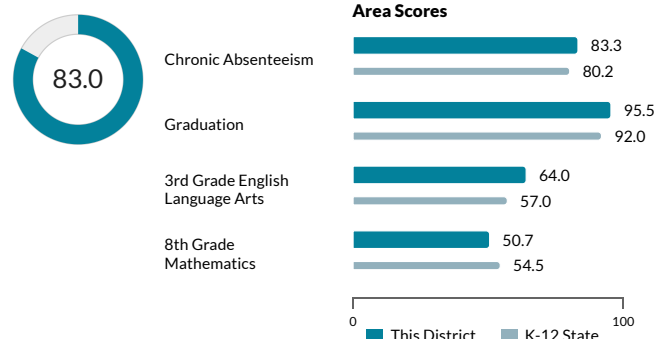 Area Scores
83.0
Chronic Absenteeism
83.3
80.2
Graduation
95.5
92.0
3rd Grade English
Language Arts
64.0
57.0
8th Grade
Mathematics
50.7
54.5
0
100
This District
K-12 State